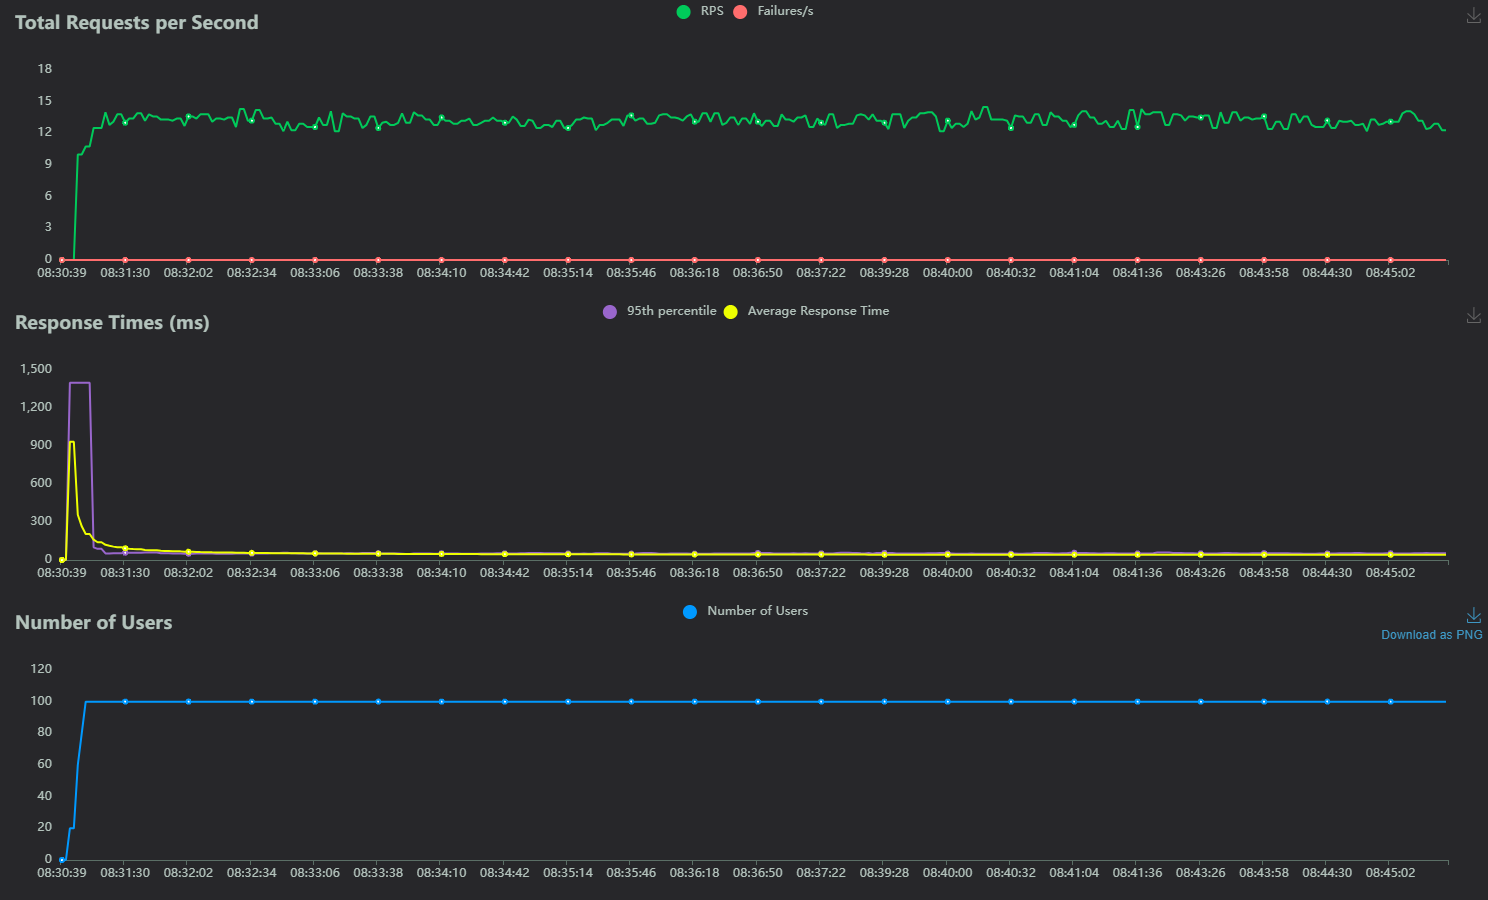 Total Requests per Second
RPS Failures/s
18
15
12
9
6
3
0
08:30:39 08:31:30 08:32:02 08:32:34 08:33:06 08:33:38 08:34:10 08:34:42 08:35:14 08:35:46 08:36:18 08:36:50 08:37:22 08:39:28 08:40:00 08:40:32 08:41:04 08:41:36 08:43:26 08:43:58 08:44:30 08:45:02
Response Times (ms)
95th percentile Average Response Time
1,500
1,200
900
600
300
0
08:30:39 08:31:30 08:32:02 08:32:34 08:33:06 08:33:38 08:34:10 08:34:42 08:35:14 08:35:46 08:36:18 08:36:50 08:37:22 08:39:28 08:40:00 08:40:32 08:41:04 08:41:36 08:43:26 08:43:58 08:44:30 08:45:02
Number of Users
Number of Users
Download as PNG
120
100
80
60
40
20
0
08:30:39 08:31:30 08:32:02 08:32:34 08:33:06 08:33:38 08:34:10 08:34:42 08:35:14 08:35:46 08:36:18 08:36:50 08:37:22 08:39:28 08:40:00 08:40:32 08:41:04 08:41:36 08:43:26 08:43:58 08:44:30 08:45:02